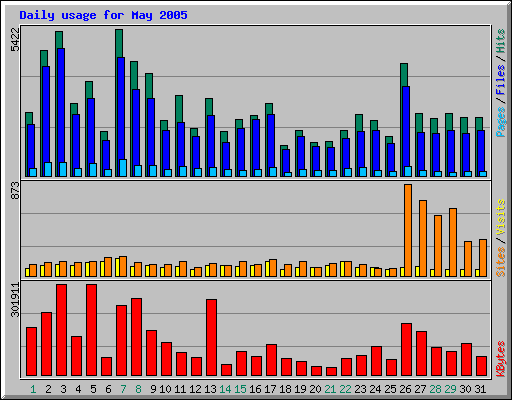 Daily usage for May 2005
5422
Pages / Files / Hits
873
Sites / Visits
301911
KBytes
1 2 3 4 5 6 7 8 9 10 11 12 13 14 15 16 17 18 19 20 21 22 23 24 25 26 27 28 29 30 31